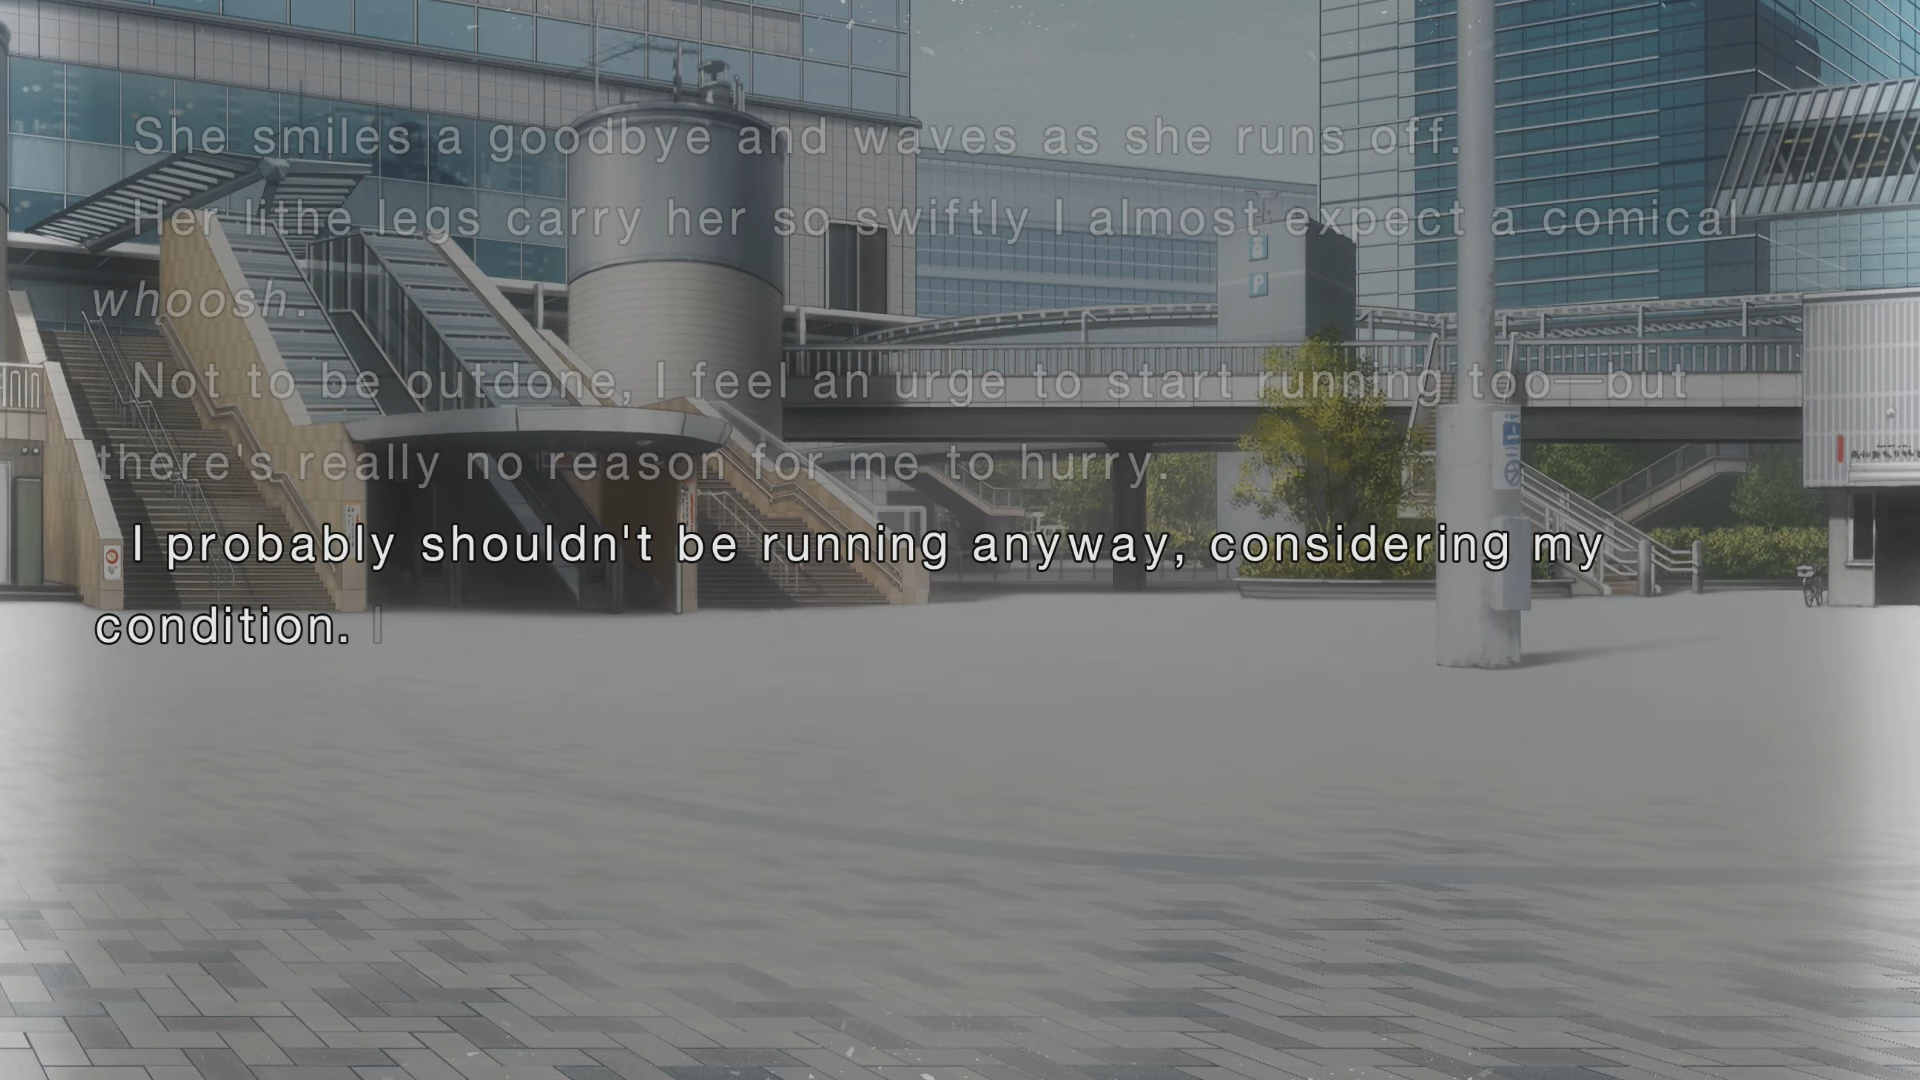 She smiles a goodbye and waves as she runs off.
Her lithe legs carry her so swiftly I almost expect a comical
whoosh.
Not to be outdone, I feel an urge to start running too—but
there's really no reason for me to hurry.
I probably shouldn't be running anyway, considering my
condition.
P